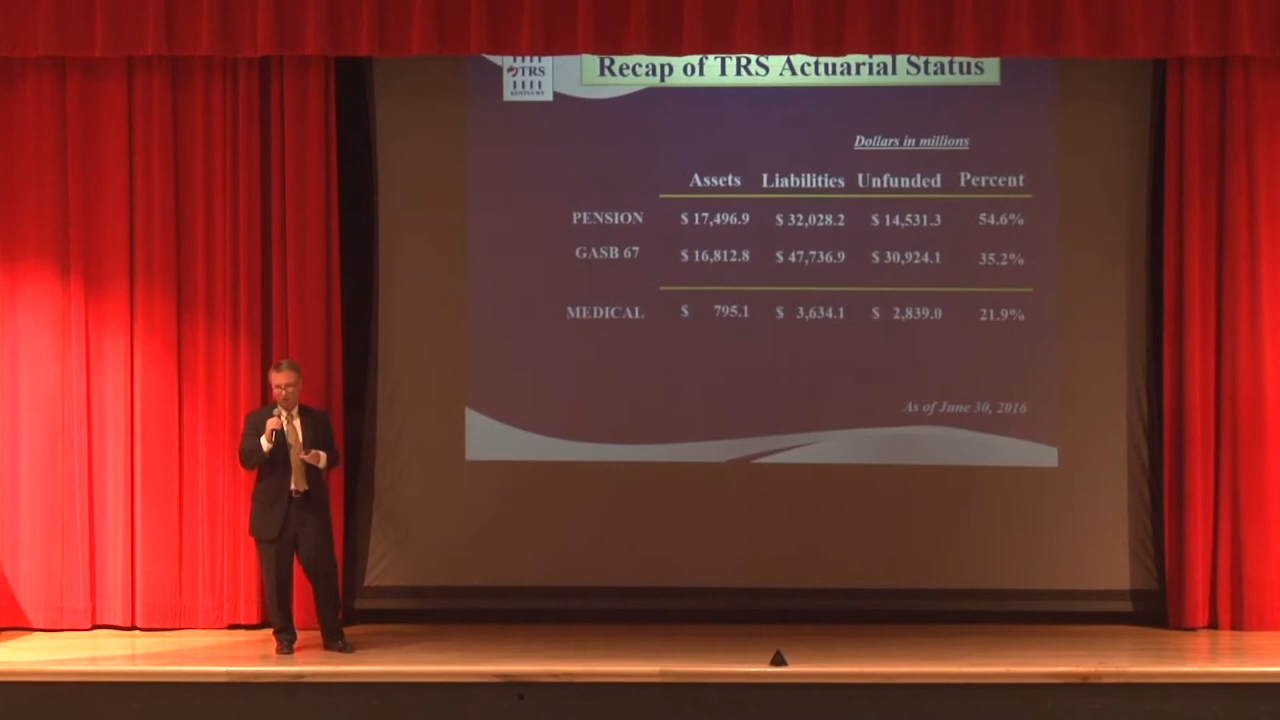 Recap of TRS Actuarial Status
TRS
KENTUCKY
Dollars in millions
Assets Liabilities Unfunded Percent
PENSION $ 17,496.9 $ 32,028.2 $ 14,531.3 54.6%
GASB 67 $ 16,812.8 $ 47,736.9 $ 30,924.1 35.2%
MEDICAL $ 795.1 $ 3,634.1 $ 2,839.0 21.9%
As of June 30, 2016